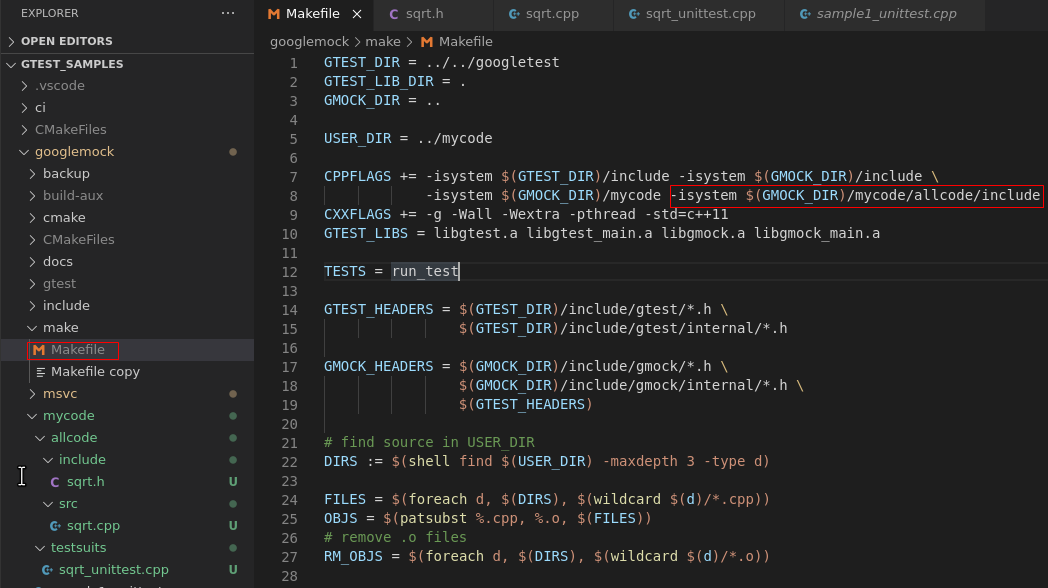 EXPLORER
OPEN EDITORS
GTEST_SAMPLES
.vscode
ci
CMakeFiles
googlemock
backup
build-aux
cmake
CMakeFiles
docs
gtest
include
make
Makefile
Makefile copy
msvc
mycode
allcode
include
sqrt.h U
src
sqrt.cpp U
testsuits
sqrt_unittest.cpp U
Makefile sqrt.h sqrt.cpp sqrt_unittest.cpp sample1_unittest.cpp
googlemock > make > Makefile
1 GTEST_DIR = ../../googletest
2 GTEST_LIB_DIR = .
3 GMOCK_DIR = ..
4
5 USER_DIR = ../mycode
6
7 CPPFLAGS += -isystem $(GTEST_DIR)/include -isystem $(GMOCK_DIR)/include \
8 -isystem $(GMOCK_DIR)/mycode -isystem $(GMOCK_DIR)/mycode/allcode/include
9 CXXFLAGS += -g -Wall -Wextra -pthread -std=c++11
10 GTEST_LIBS = libgtest.a libgtest_main.a libgmock.a libgmock_main.a
11
12 TESTS = run_test
13
14 GTEST_HEADERS = $(GTEST_DIR)/include/gtest/*.h \
15 $(GTEST_DIR)/include/gtest/internal/*.h
16
17 GMOCK_HEADERS = $(GMOCK_DIR)/include/gmock/*.h \
18 $(GMOCK_DIR)/include/gmock/internal/*.h \
19 $(GTEST_HEADERS)
20
21 # find source in USER_DIR
22 DIRS := $(shell find $(USER_DIR) -maxdepth 3 -type d)
23
24 FILES = $(foreach d, $(DIRS), $(wildcard $(d)/*.cpp))
25 OBJS = $(patsubst %.cpp, %.o, $(FILES))
26 # remove .o files
27 RM_OBJS = $(foreach d, $(DIRS), $(wildcard $(d)/*.o))
28